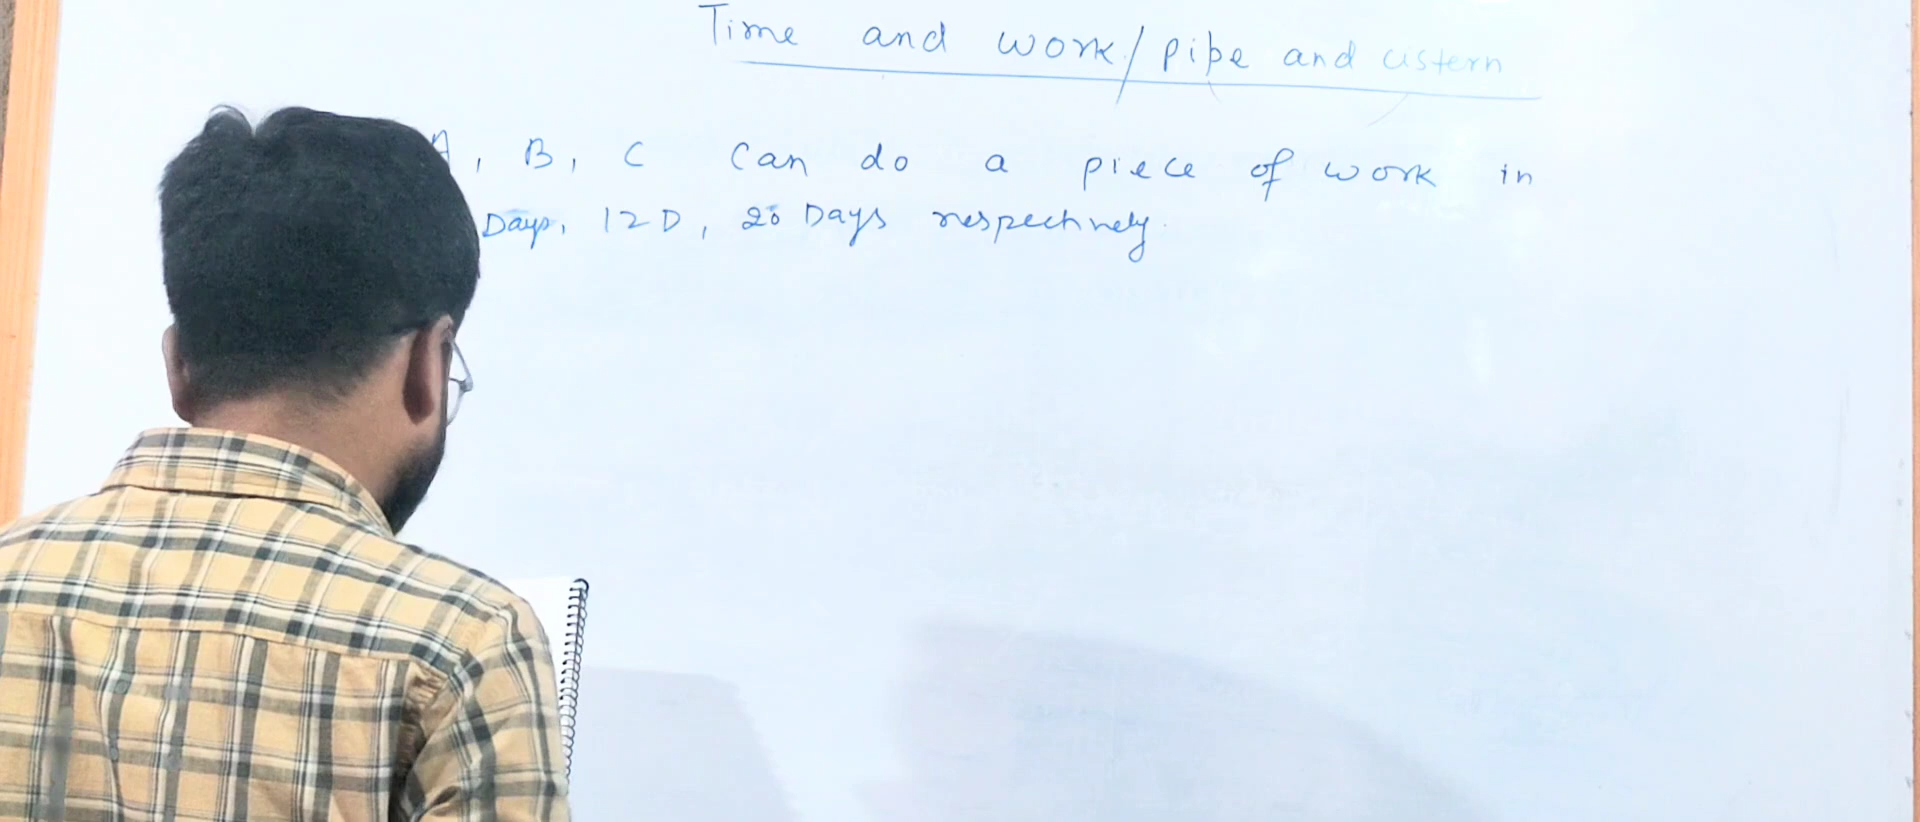 Time and work/pipe and cistern
A, B, C Can do a piece of work in
Days, 12D, 20 Days respectively.